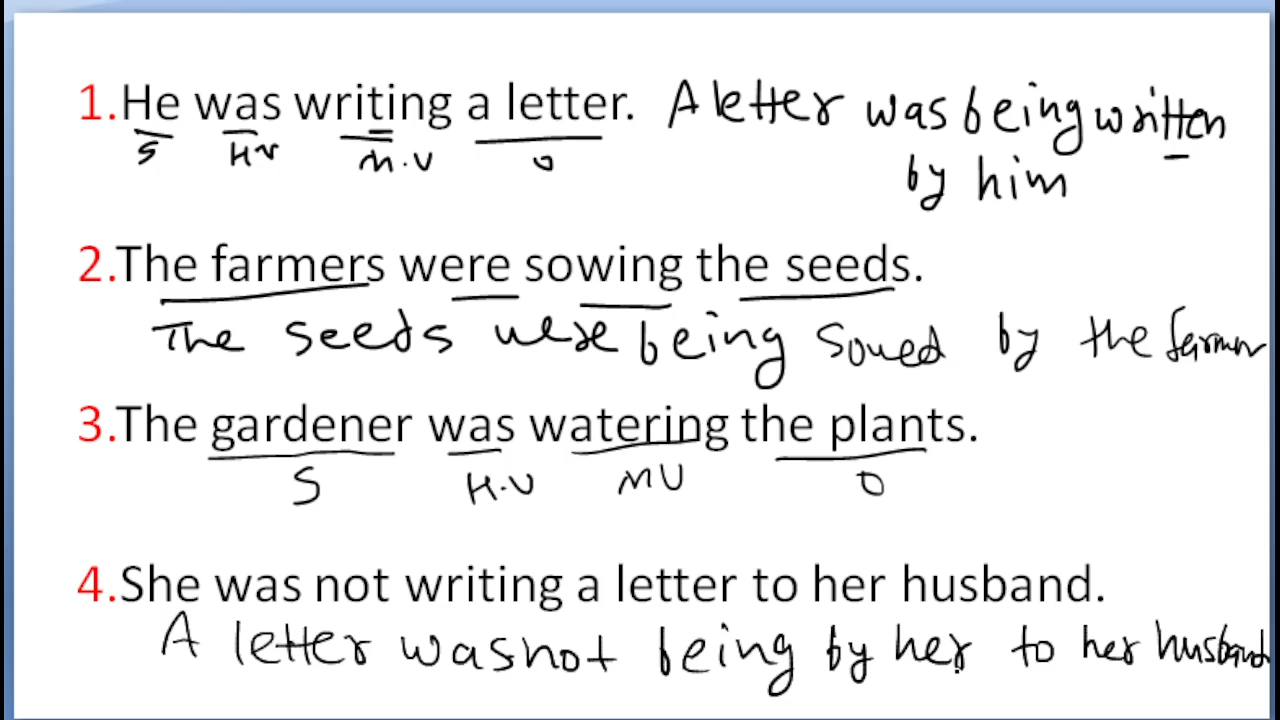 1.He was writing a letter. A letter was being written
S H.v M.V O by him
2.The farmers were sowing the seeds.
The seeds were being sowed by the farmer
3.The gardener was watering the plants.
S H.V MV O
4.She was not writing a letter to her husband.
A letter was not being by her to her husband